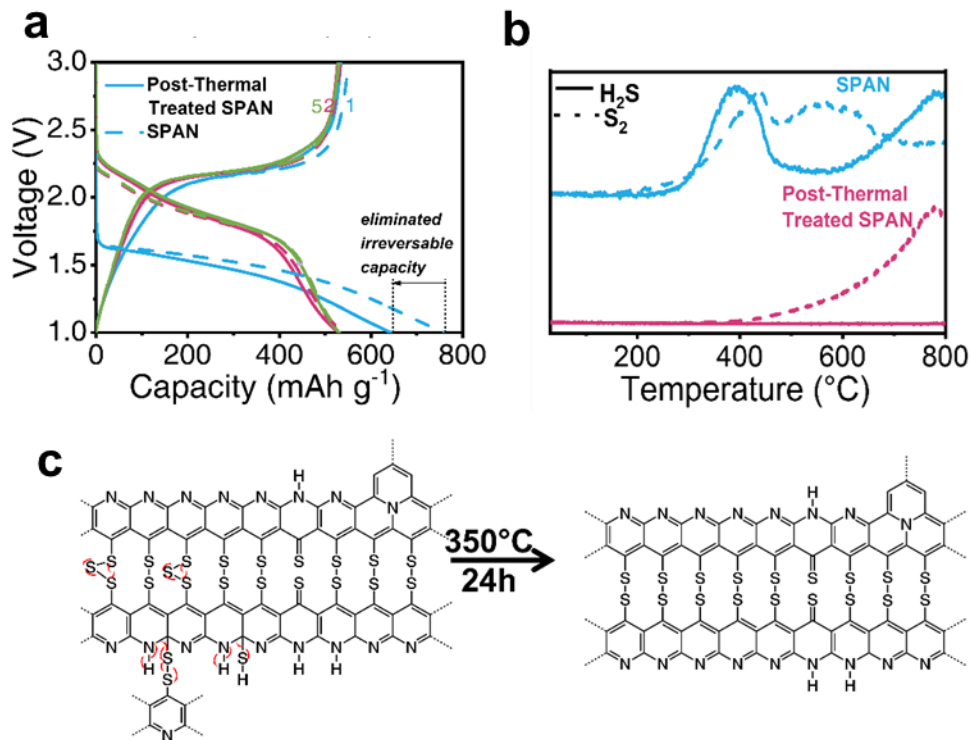 a
3.0
2.5
2.0
1.5
1.0
Voltage (V)
0
200
400
600
800
Capacity (mAh g⁻¹)
Post-Thermal
Treated SPAN
SPAN
5
2
1
eliminated
irreversable
capacity
b
H₂S
S₂
SPAN
Post-Thermal
Treated SPAN
200
400
600
800
Temperature (°C)
c
H
N N N N N N N N
N
S S S S S S S S
S S
S S S S S S S S
N N N N N N N N N
H H S H H
S SH
N
350°C
24h
H
N N N N N N N N
N
S S S S S S S S
S S S S S S S S
N N N N N N N N N
H H